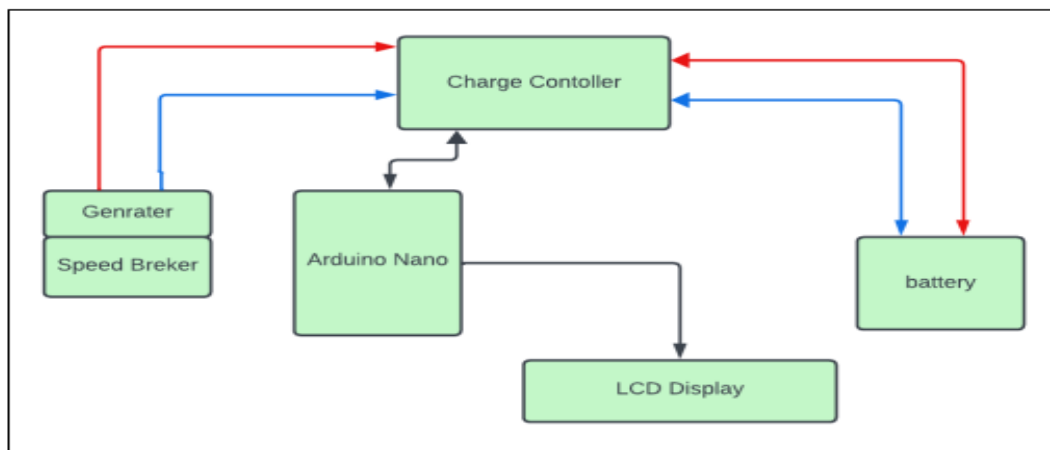 Charge Contoller
Genrater
Speed Breker
Arduino Nano
battery
LCD Display